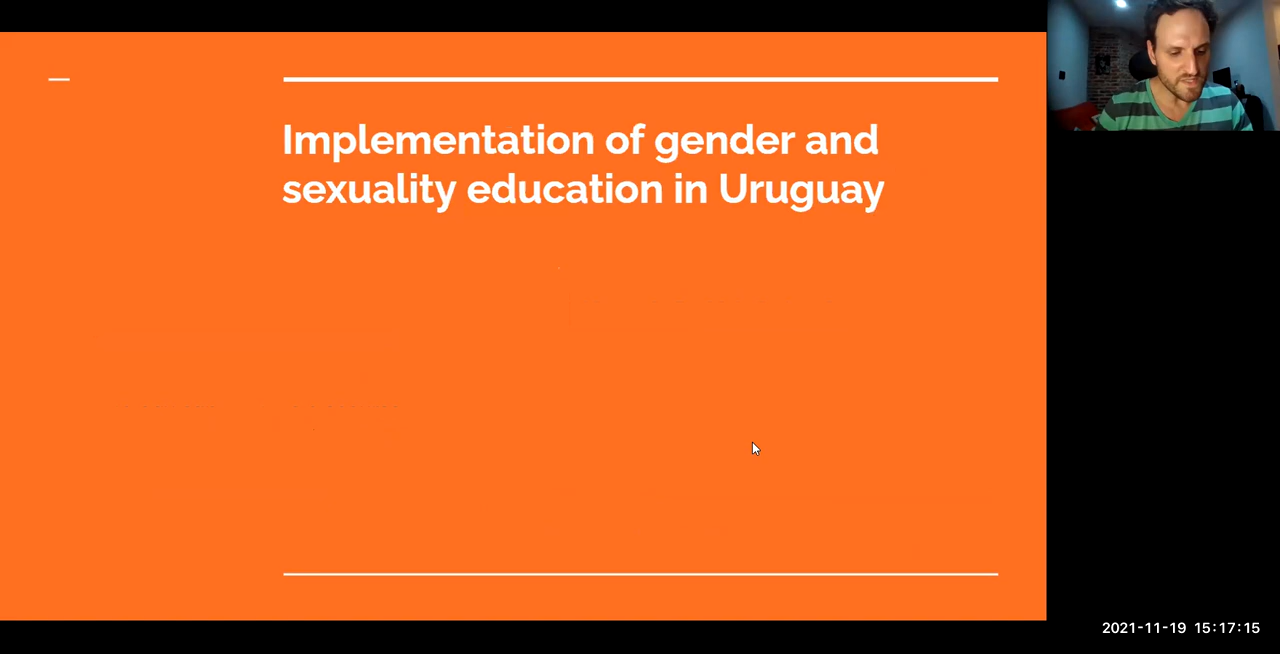 Implementation of gender and
sexuality education in Uruguay
2021-11-19 15:17:15